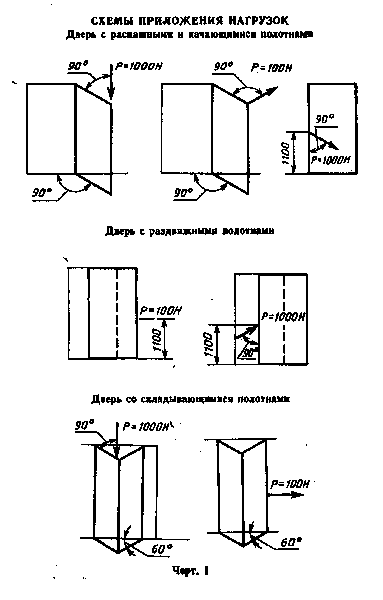 СХЕМЫ ПРИЛОЖЕНИЯ НАГРУЗОК
Дверь с распашными и качающимися полотнами
90° P=1000Н 90° P=100Н
90° P=1000Н 1100
90° 90°
Дверь с раздвижными полотнами
P=100Н 1100
P=1000Н 1100 90°
Дверь со складывающимися полотнами
90° P=1000Н
P=100Н
60° 60°
Черт. 1